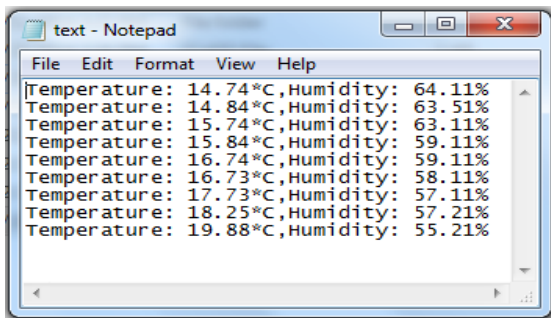 text - Notepad
File Edit Format View Help
Temperature: 14.74*C,Humidity: 64.11%
Temperature: 14.84*C,Humidity: 63.51%
Temperature: 15.74*C,Humidity: 63.11%
Temperature: 15.84*C,Humidity: 59.11%
Temperature: 16.74*C,Humidity: 59.11%
Temperature: 16.73*C,Humidity: 58.11%
Temperature: 17.73*C,Humidity: 57.11%
Temperature: 18.25*C,Humidity: 57.21%
Temperature: 19.88*C,Humidity: 55.21%